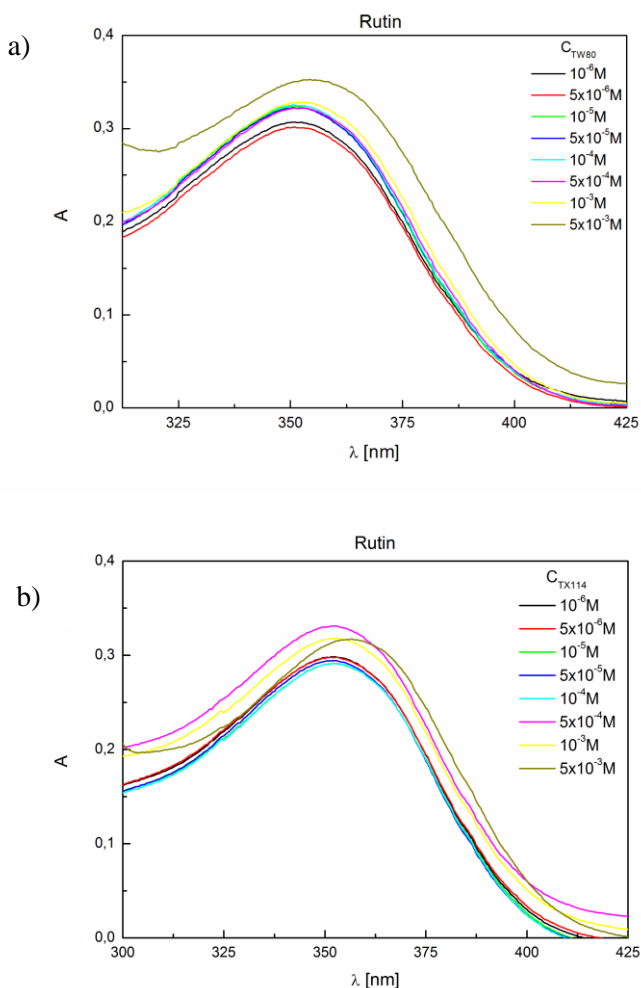 a)
Rutin
0,4
0,3
0,2
0,1
0,0
A
C_TW80
10⁻⁶M
5x10⁻⁶M
10⁻⁵M
5x10⁻⁵M
10⁻⁴M
5x10⁻⁴M
10⁻³M
5x10⁻³M
325 350 375 400 425
λ [nm]
b)
Rutin
0,4
0,3
0,2
0,1
0,0
A
C_TX114
10⁻⁶M
5x10⁻⁶M
10⁻⁵M
5x10⁻⁵M
10⁻⁴M
5x10⁻⁴M
10⁻³M
5x10⁻³M
300 325 350 375 400 425
λ [nm]